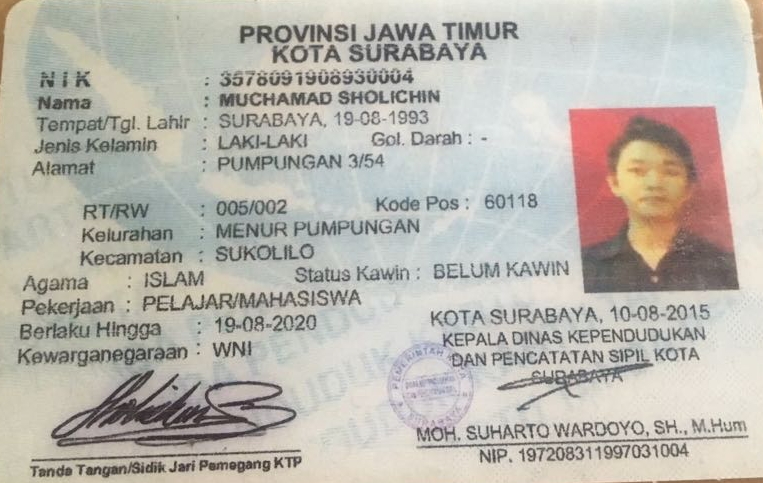 PROVINSI JAWA TIMUR
KOTA SURABAYA
NIK : 3578091908930004
Nama : MUCHAMAD SHOLICHIN
Tempat/Tgl. Lahir : SURABAYA, 19-08-1993
Jenis Kelamin : LAKI-LAKI Gol. Darah : -
Alamat : PUMPUNGAN 3/54
RT/RW : 005/002 Kode Pos : 60118
Kelurahan : MENUR PUMPUNGAN
Kecamatan : SUKOLILO
Agama : ISLAM Status Kawin : BELUM KAWIN
Pekerjaan : PELAJAR/MAHASISWA
Berlaku Hingga : 19-08-2020
Kewarganegaraan : WNI
KOTA SURABAYA, 10-08-2015
KEPALA DINAS KEPENDUDUKAN
DAN PENCATATAN SIPIL KOTA
SURABAYA
PEMERINTAH KOTA
SURABAYA
MOH. SUHARTO WARDOYO, SH., M.Hum
NIP. 197208311997031004
Tanda Tangan/Sidik Jari Pemegang KTP